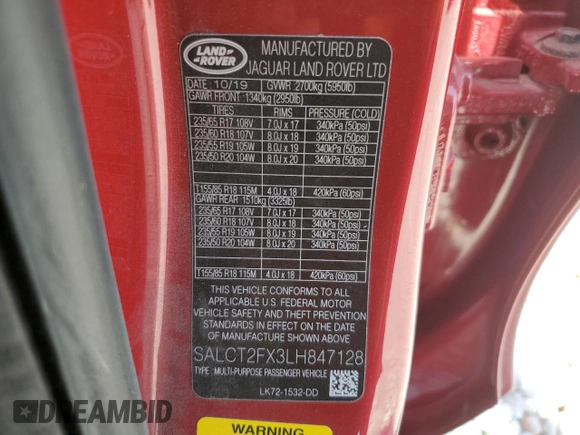 LAND ROVER
MANUFACTURED BY
JAGUAR LAND ROVER LTD
DATE: 10/19 GVWR 2700kg (5950lb)
GAWR FRONT: 1340kg (2950lb)
TIRES RIMS PRESSURE (COLD)
235/65 R17 108V 7.0J x 17 340kPa (50psi)
235/60 R18 107V 8.0J x 18 340kPa (50psi)
235/55 R19 105W 8.0J x 19 340kPa (50psi)
235/50 R20 104W 8.0J x 20 340kPa (50psi)
T155/85 R18 115M 4.0J x 18 420kPa (60psi)
GAWR REAR: 1510kg (3325lb)
235/65 R17 108V 7.0J x 17 340kPa (50psi)
235/60 R18 107V 8.0J x 18 340kPa (50psi)
235/55 R19 105W 8.0J x 19 340kPa (50psi)
235/50 R20 104W 8.0J x 20 340kPa (50psi)
T155/85 R18 115M 4.0J x 18 420kPa (60psi)
THIS VEHICLE CONFORMS TO ALL
APPLICABLE U.S. FEDERAL MOTOR
VEHICLE SAFETY AND THEFT PREVENTION
STANDARDS IN EFFECT ON THE DATE OF
MANUFACTURE SHOWN ABOVE
SALCT2FX3LH847128
TYPE : MULTI-PURPOSE PASSENGER VEHICLE
LK72-1532-DD
WARNING
DREAMBID